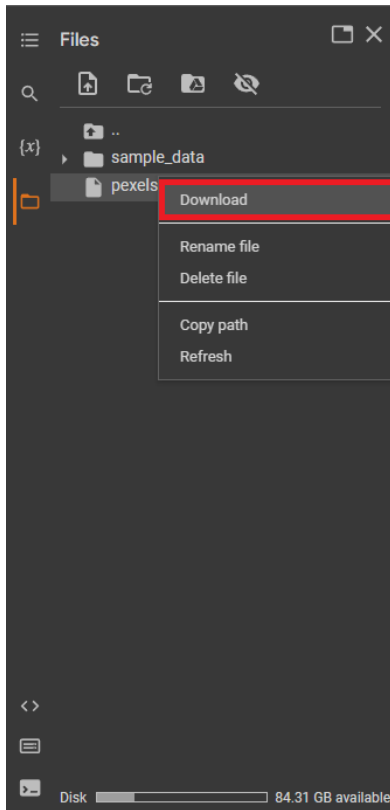 Files
{x}
..
sample_data
pexels
Download
Rename file
Delete file
Copy path
Refresh
Disk 84.31 GB available